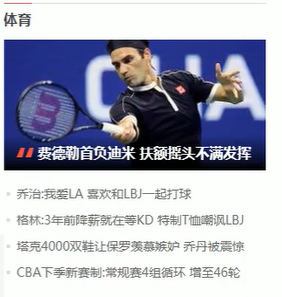 体育
费德勒首负迪米 扶额摇头不满发挥
乔治:我爱LA 喜欢和LBJ一起打球
格林:3年前降薪就在等KD 特制T恤嘲讽LBJ
塔克4000双鞋让保罗羡慕嫉妒 乔丹被震惊
CBA下季新赛制:常规赛4组循环 增至46轮